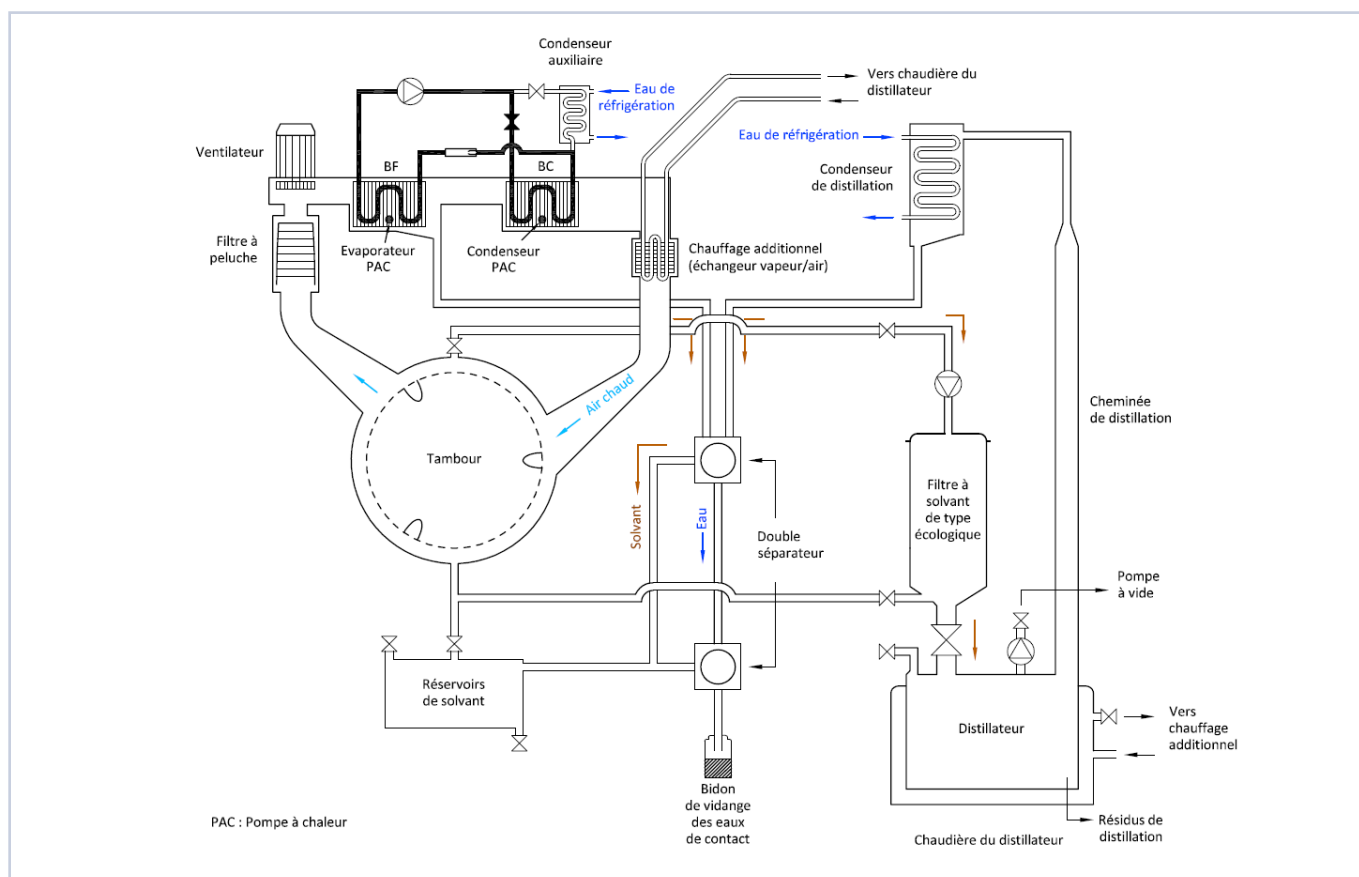 Condenseur
auxiliaire
Vers chaudière du
distillateur
Eau de
réfrigération
Eau de réfrigération
Ventilateur
BF
BC
Condenseur
de distillation
Filtre à
peluche
Evaporateur
PAC
Condenseur
PAC
Chauffage additionnel
(échangeur vapeur/air)
Air chaud
Cheminée
de distillation
Tambour
Filtre à
solvant
de type
écologique
Solvant
Eau
Double
séparateur
Pompe
à vide
Réservoirs
de solvant
Distillateur
Vers
chauffage
additionnel
Bidon
de vidange
des eaux
de contact
PAC : Pompe à chaleur
Résidus de
distillation
Chaudière du distillateur